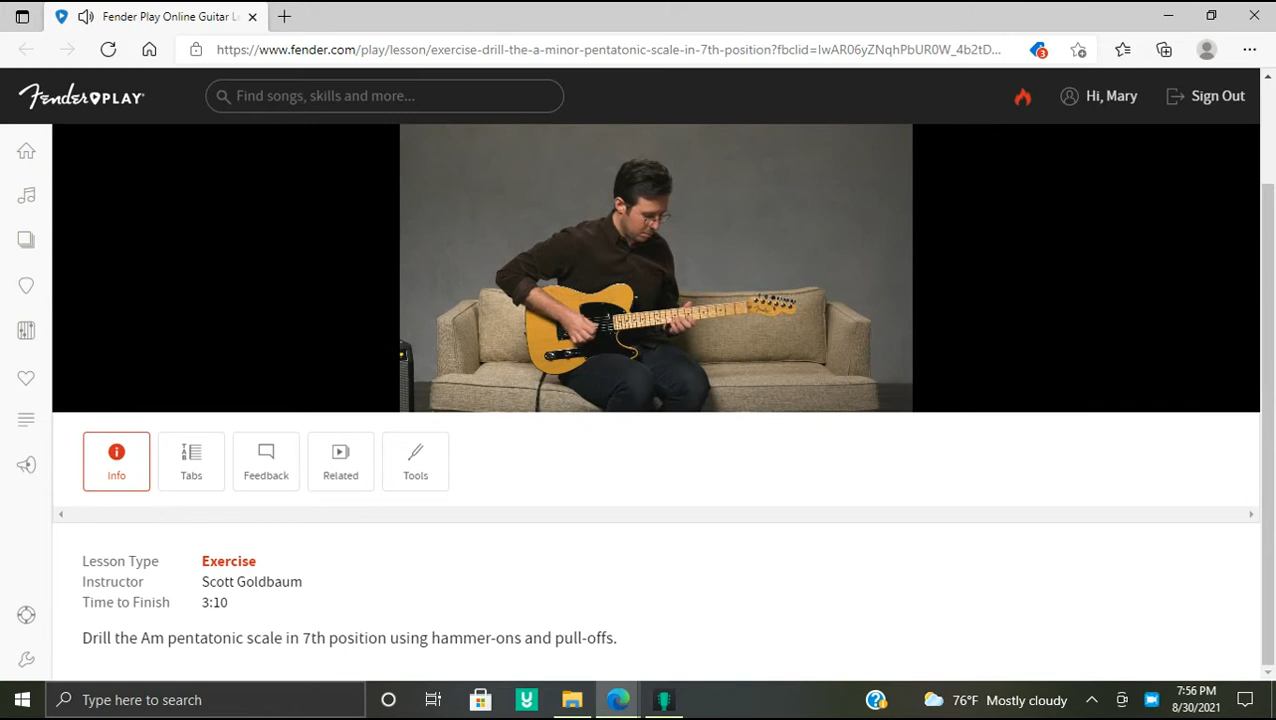 Fender Play Online Guitar L
https://www.fender.com/play/lesson/exercise-drill-the-a-minor-pentatonic-scale-in-7th-position?fbclid=IwAR06yZNqhPbUR0W_4b2tD...
3
Fender PLAY
Find songs, skills and more...
Hi, Mary
Sign Out
Info
Tabs
Feedback
Related
Tools
Lesson Type Exercise
Instructor Scott Goldbaum
Time to Finish 3:10
Drill the Am pentatonic scale in 7th position using hammer-ons and pull-offs.
Type here to search
76°F Mostly cloudy
7:56 PM
8/30/2021